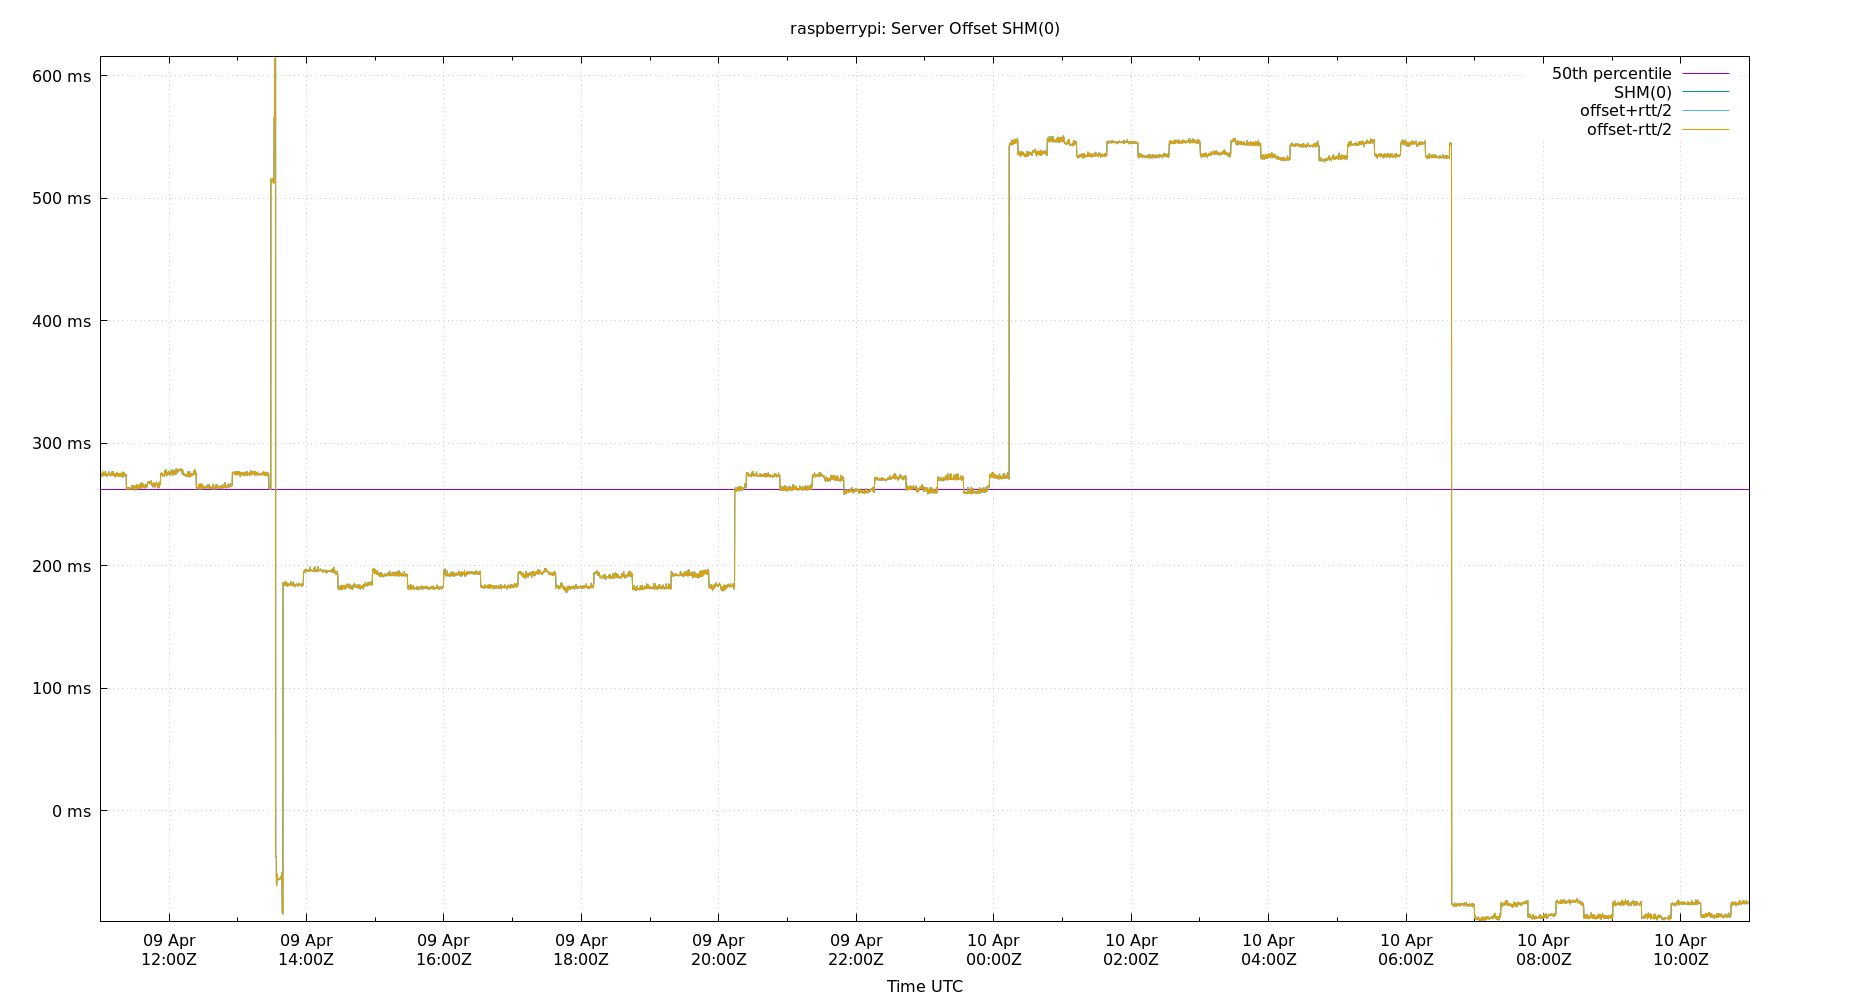 raspberrypi: Server Offset SHM(0)
600 ms
500 ms
400 ms
300 ms
200 ms
100 ms
0 ms
50th percentile
SHM(0)
offset+rtt/2
offset-rtt/2
09 Apr
12:00Z
09 Apr
14:00Z
09 Apr
16:00Z
09 Apr
18:00Z
09 Apr
20:00Z
09 Apr
22:00Z
10 Apr
00:00Z
10 Apr
02:00Z
10 Apr
04:00Z
10 Apr
06:00Z
10 Apr
08:00Z
10 Apr
10:00Z
Time UTC